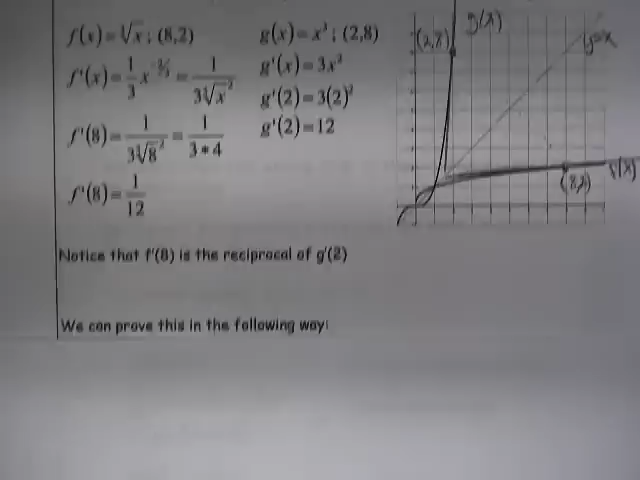 f(x)=∛x; (8,2)
f'(x)=1/3 x^(-2/3)=1/(3∛x²)
f'(8)=1/(3∛8²)=1/(3*4)
f'(8)=1/12
g(x)=x³; (2,8)
g'(x)=3x²
g'(2)=3(2)²
g'(2)=12
(2,8)
g(x)
y=x
f(x)
(8,2)
Notice that f'(8) is the reciprocal of g'(2)
We can prove this in the following way: